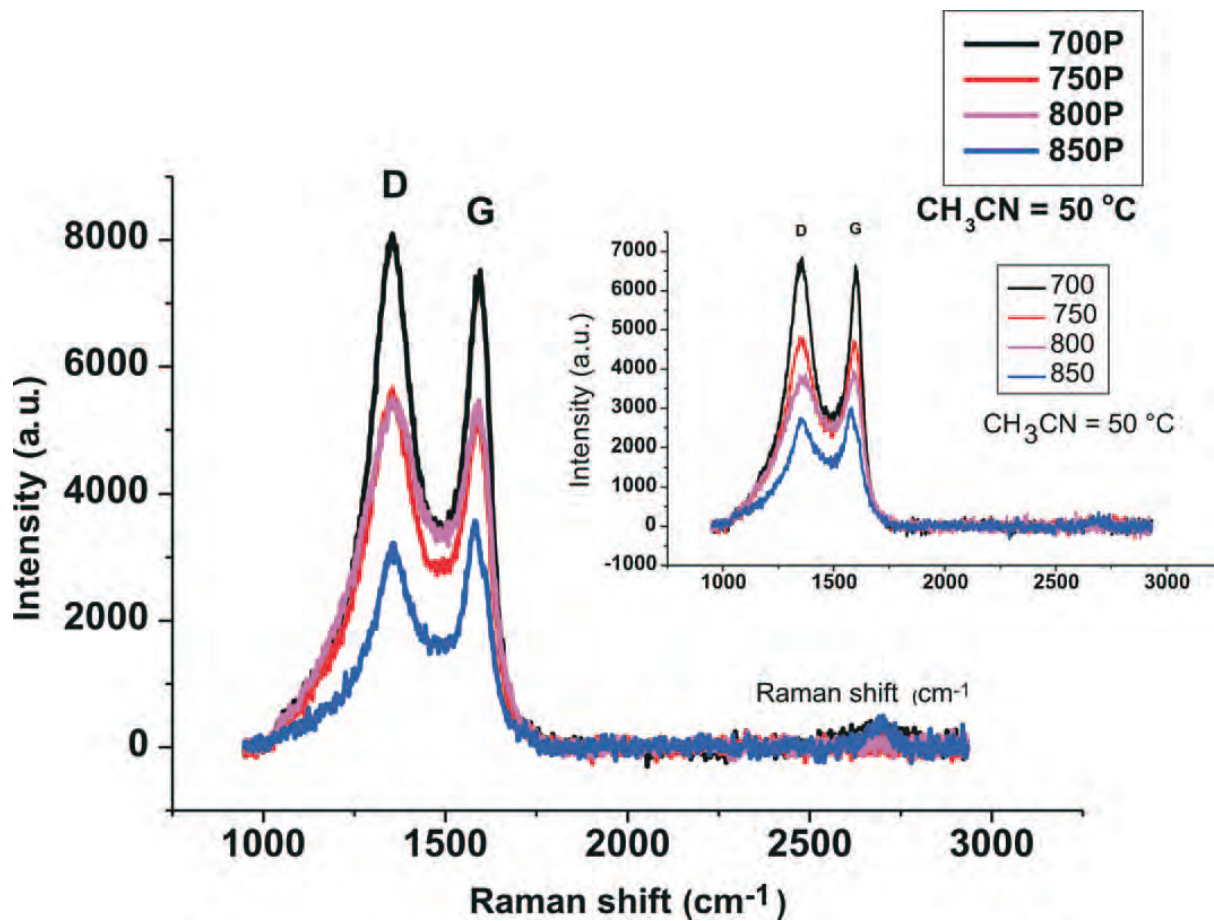 700P
750P
800P
850P
CH₃CN = 50 °C
D
G
8000
6000
4000
2000
0
Intensity (a.u.)
1000 1500 2000 2500 3000
Raman shift (cm⁻¹)
D G
7000
6000
5000
4000
3000
2000
1000
0
-1000
Intensity (a.u.)
700
750
800
850
CH₃CN = 50 °C
1000 1500 2000 2500 3000
Raman shift (cm⁻¹